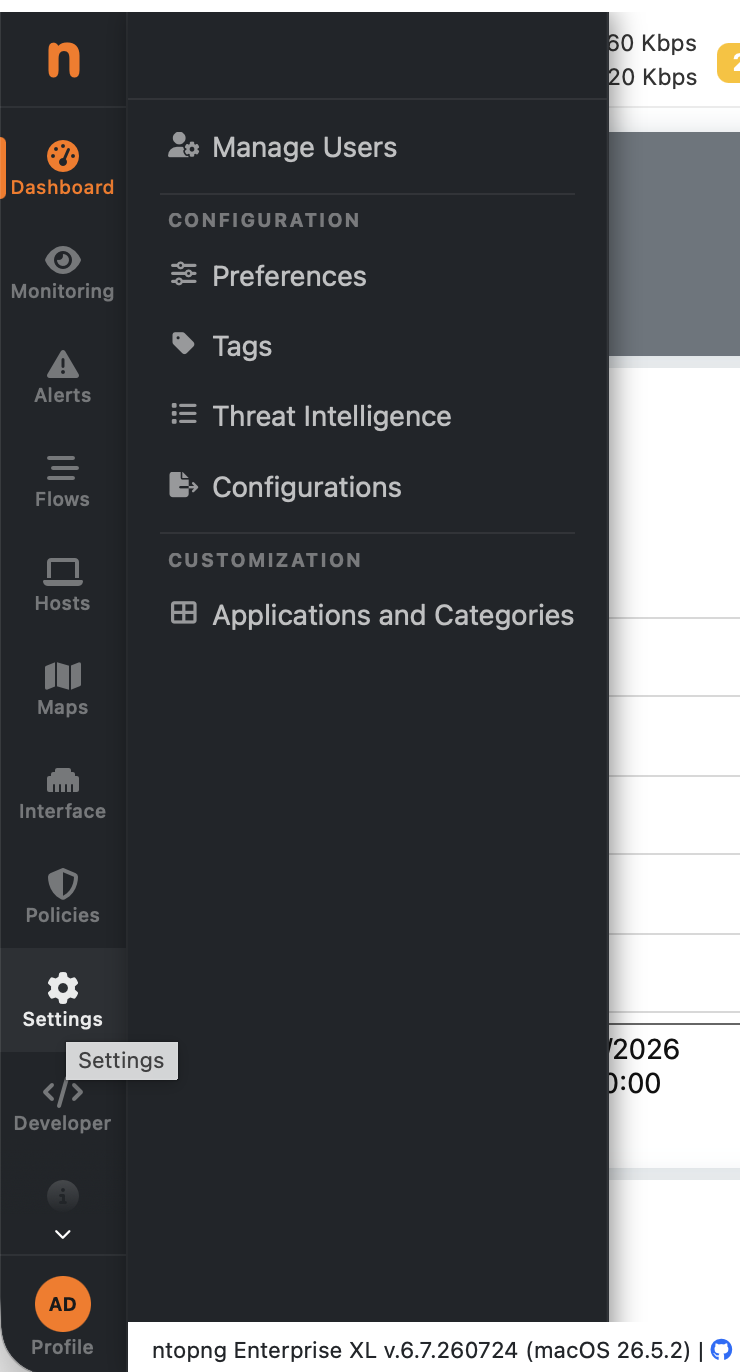 n
60 Kbps
20 Kbps
2
Dashboard
Monitoring
Alerts
Flows
Hosts
Maps
Interface
Policies
Settings
Settings
Developer
AD
Profile
Manage Users
CONFIGURATION
Preferences
Tags
Threat Intelligence
Configurations
CUSTOMIZATION
Applications and Categories
/2026
0:00
ntopng Enterprise XL v.6.7.260724 (macOS 26.5.2) |